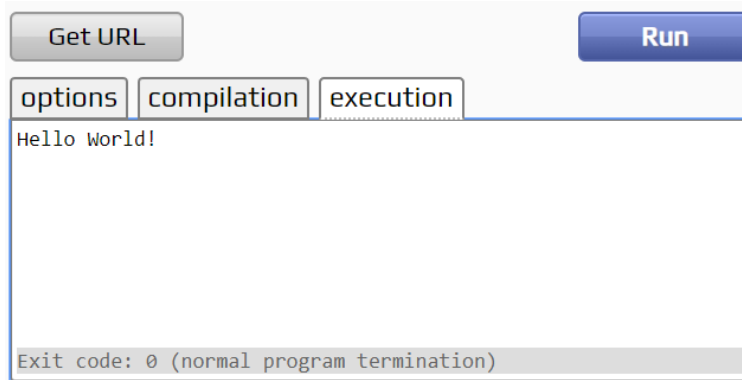 Get URL Run
options compilation execution
Hello World!
Exit code: 0 (normal program termination)